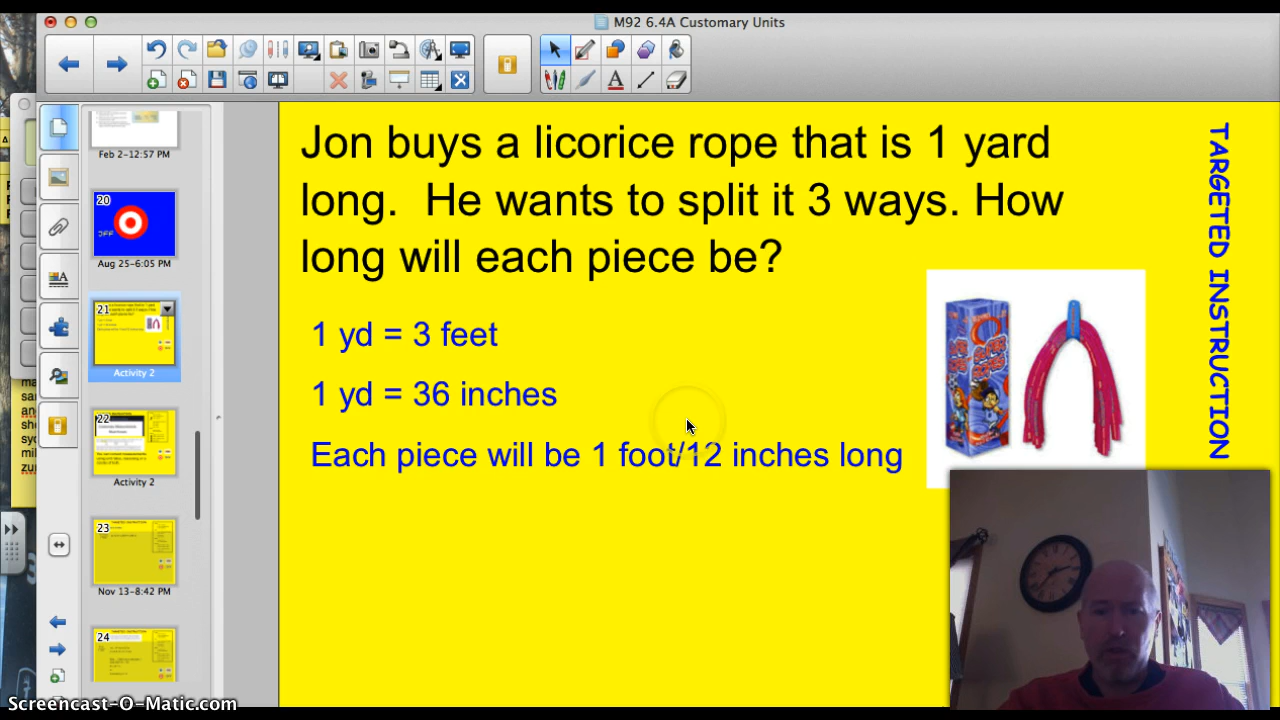 M92 6.4A Customary Units
Feb 2-12:57 PM
20
Aug 25-6:05 PM
21
Activity 2
22
Activity 2
23
Nov 13-8:42 PM
24
Jon buys a licorice rope that is 1 yard
long. He wants to split it 3 ways. How
long will each piece be?
1 yd = 3 feet
1 yd = 36 inches
Each piece will be 1 foot/12 inches long
TARGETED INSTRUCTION
Screencast-O-Matic.com